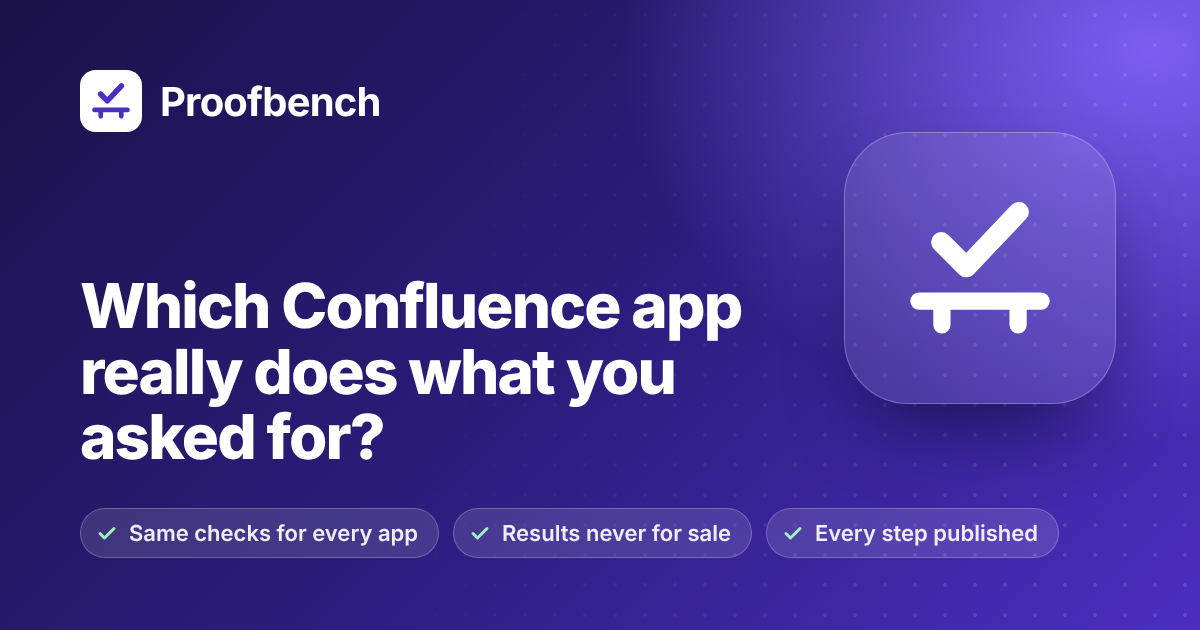 Proofbench
Which Confluence app
really does what you
asked for?
Same checks for every app
Results never for sale
Every step published